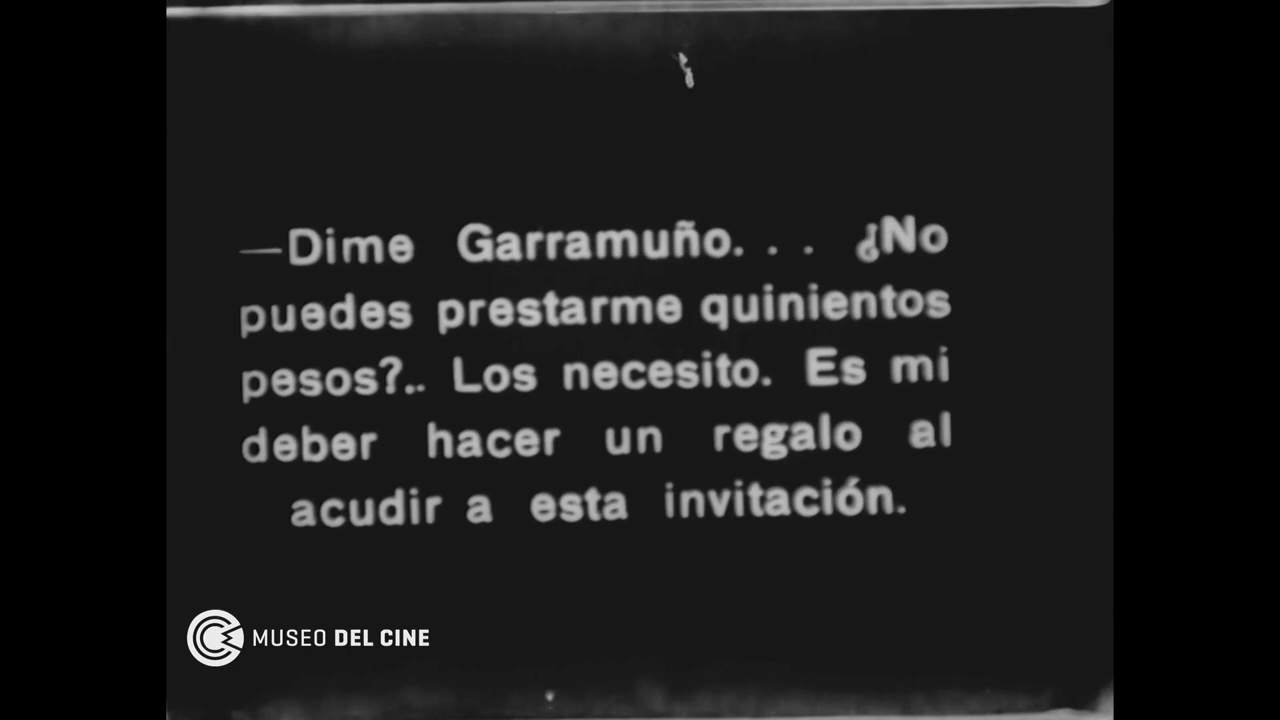 —Dime Garramuño. . . ¿No
puedes prestarme quinientos
pesos?.. Los necesito. Es mi
deber hacer un regalo al
acudir a esta invitación.
MUSEO DEL CINE